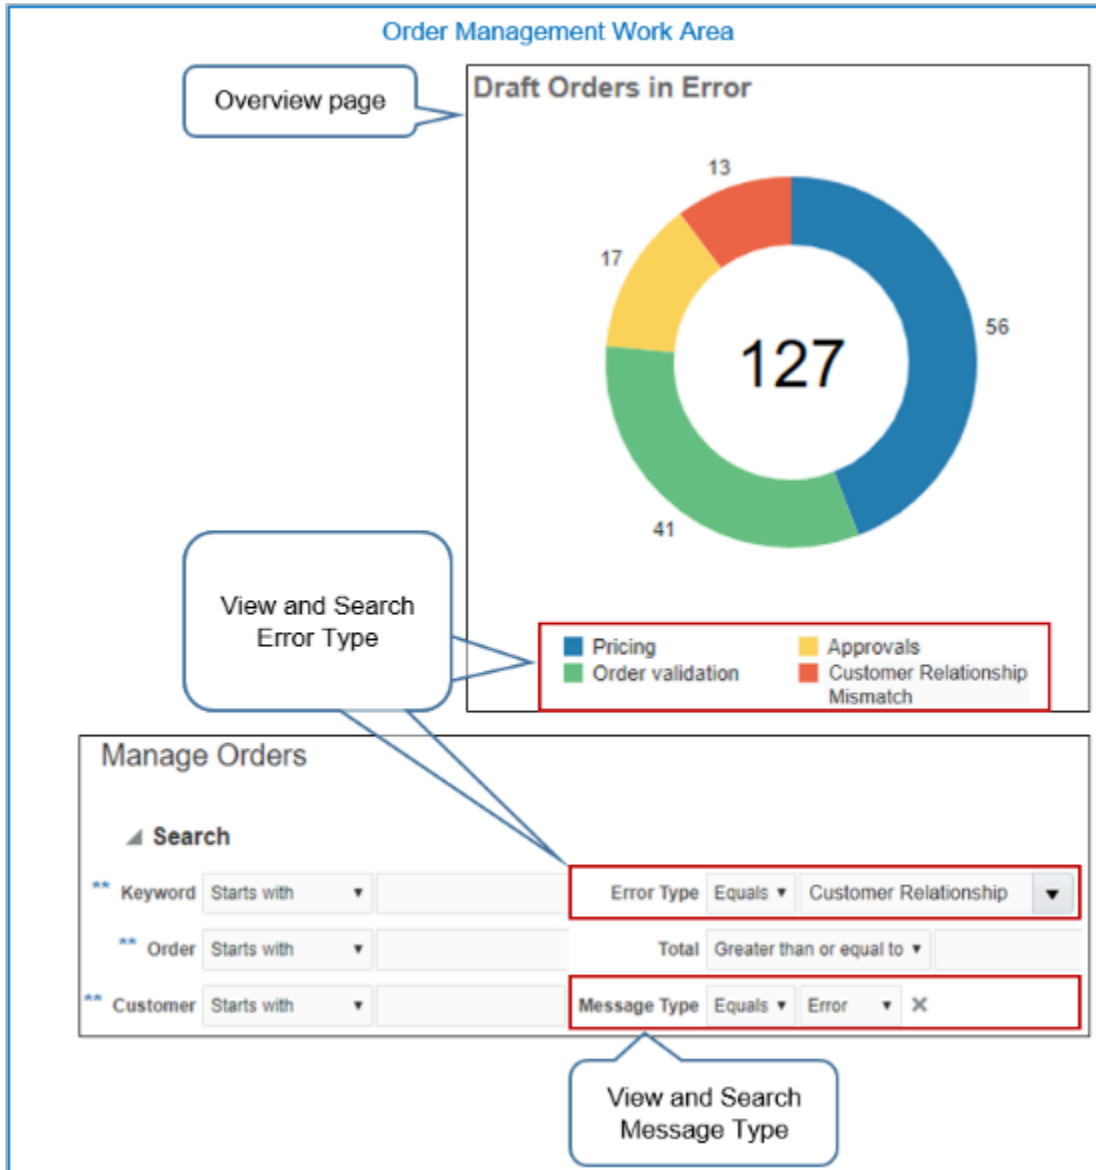 Order Management Work Area
Overview page
Draft Orders in Error
13
17
56
127
41
View and Search
Error Type
Pricing
Approvals
Order validation
Customer Relationship
Mismatch
Manage Orders
Search
** Keyword Starts with Error Type Equals Customer Relationship
** Order Starts with Total Greater than or equal to
** Customer Starts with Message Type Equals Error
View and Search
Message Type